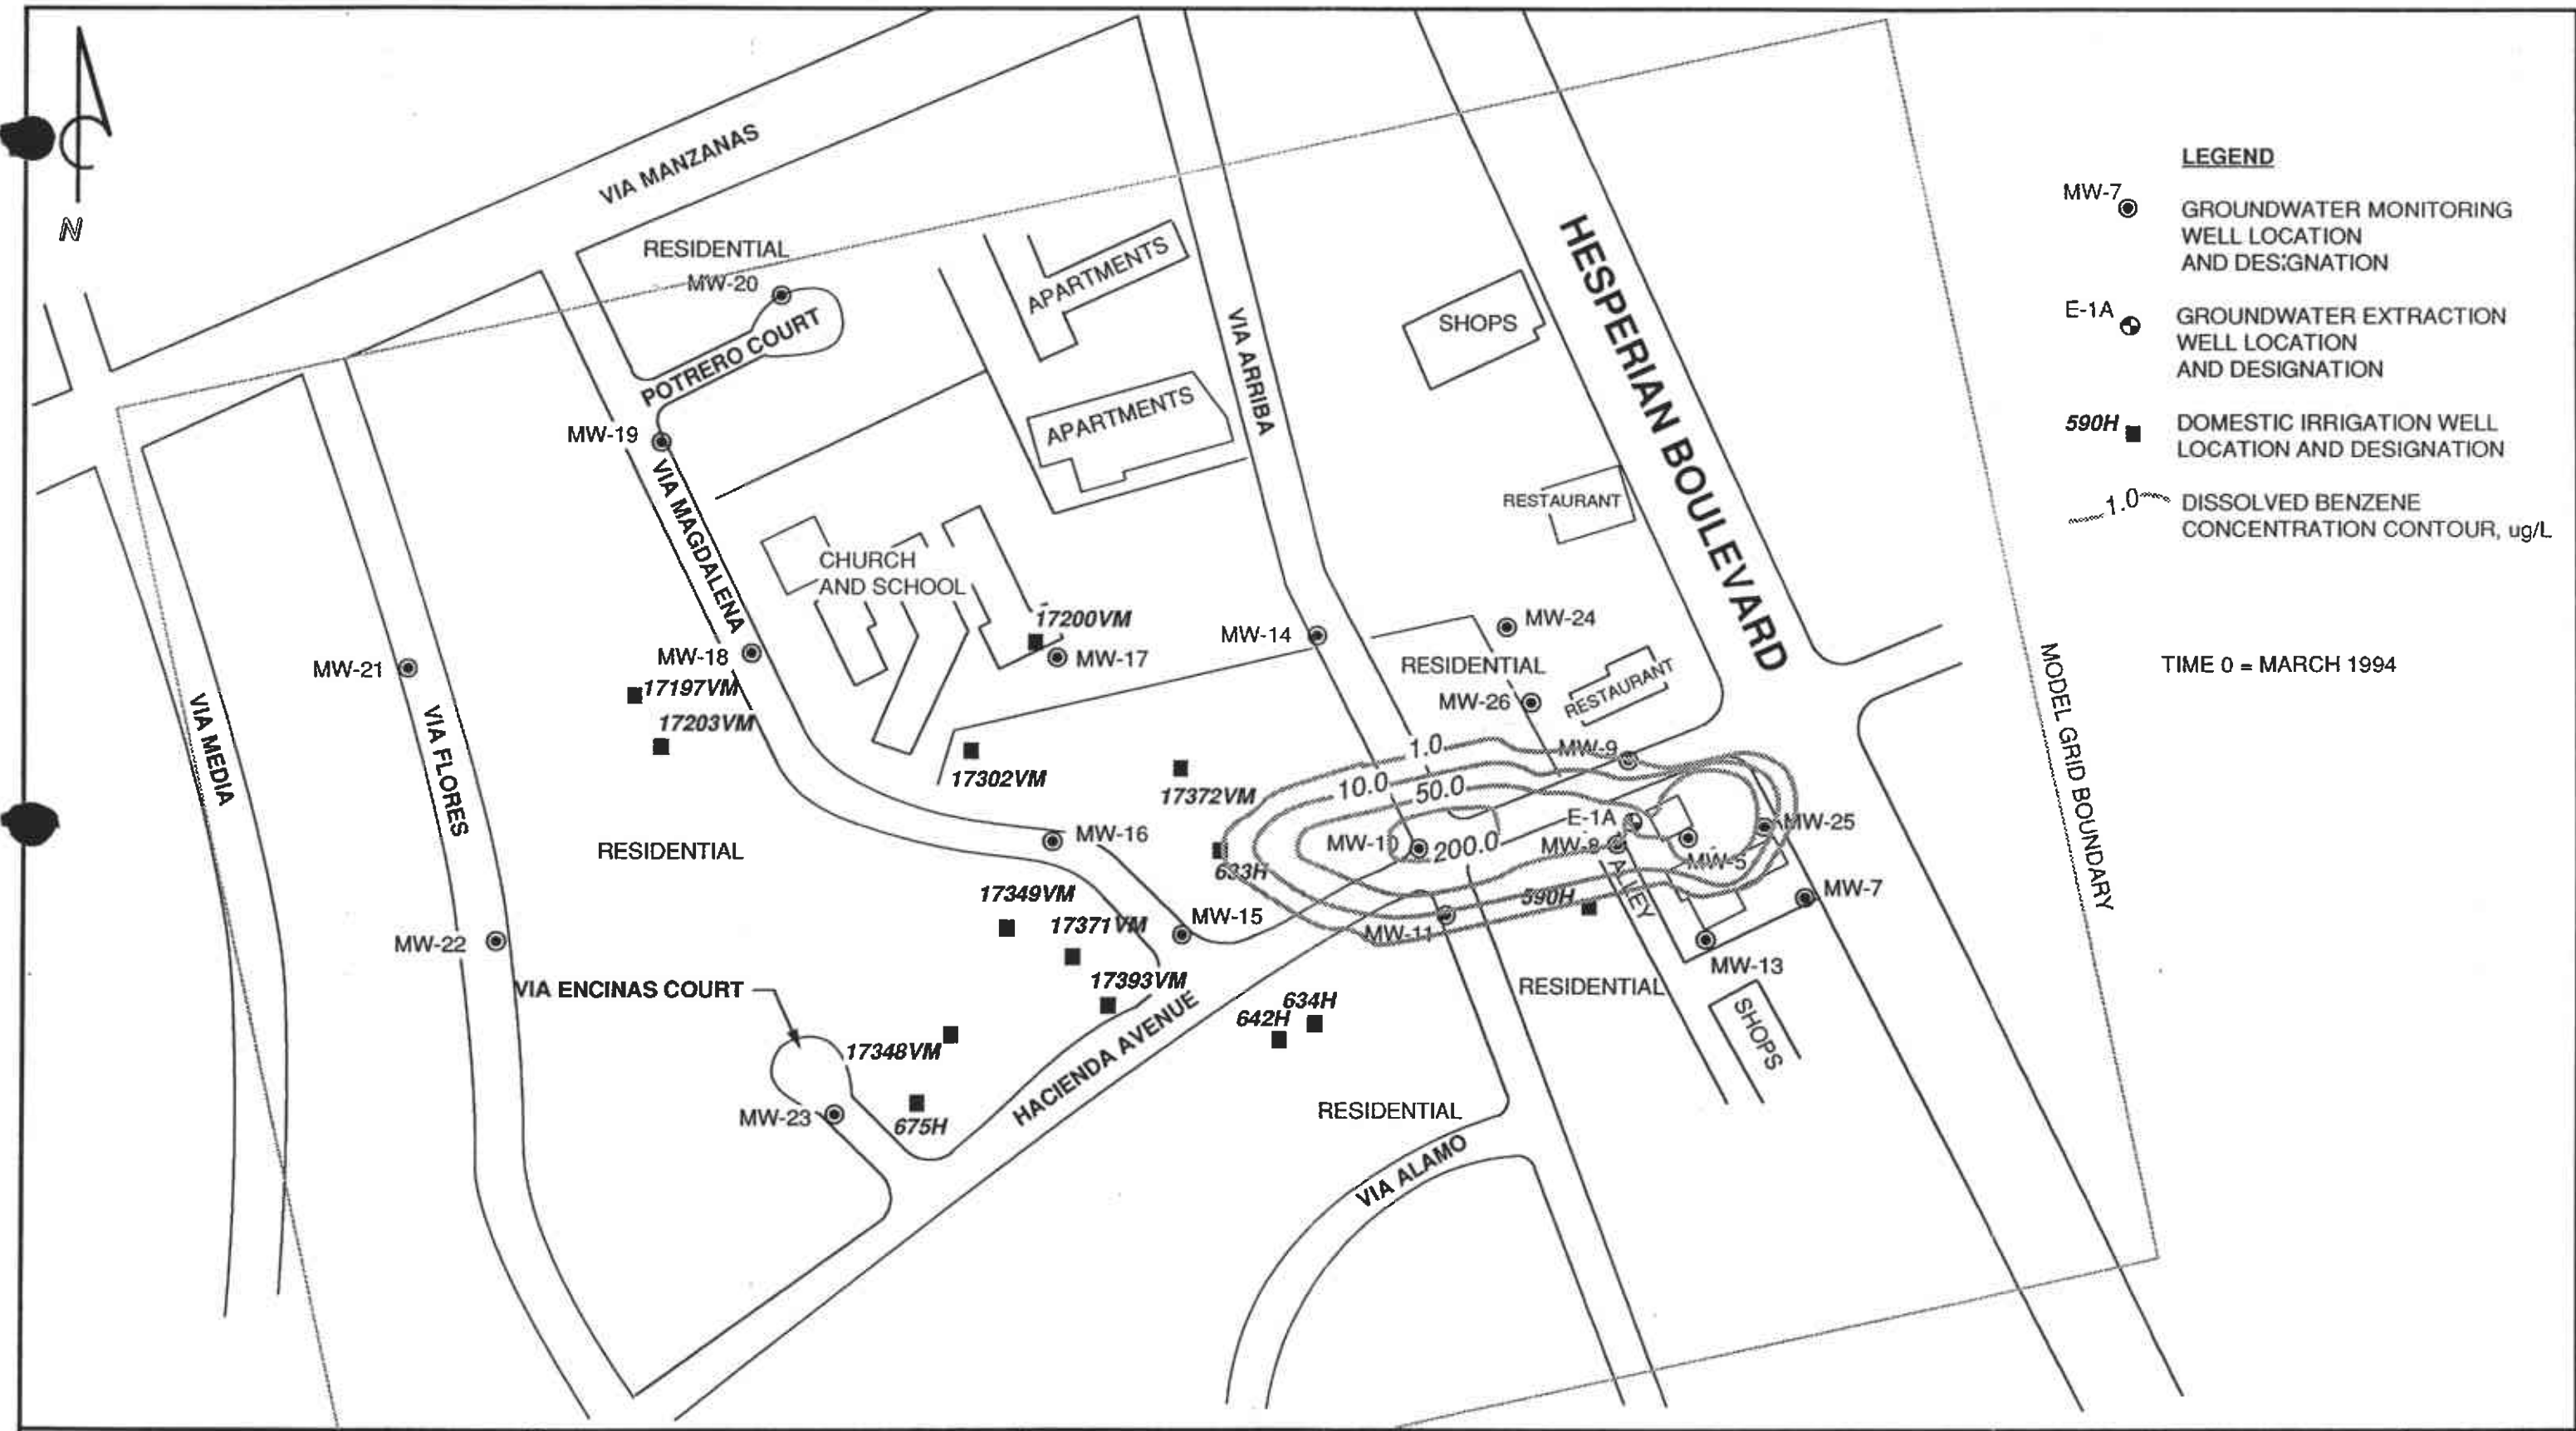 N
VIA MANZANAS
RESIDENTIAL
MW-20
POTRERO COURT
MW-19
VIA MAGDALENA
APARTMENTS
APARTMENTS
VIA ARRIBA
SHOPS
HESPERIAN BOULEVARD
RESTAURANT
CHURCH
AND SCHOOL
17200VM
MW-17
MW-14
MW-24
RESIDENTIAL
MW-26
RESTAURANT
MW-18
17197VM
17203VM
MW-21
VIA MEDIA
VIA FLORES
17302VM
17372VM
1.0
10.0
50.0
200.0
MW-9
E-1A
MW-25
MW-10
MW-8
MW-5
ALLEY
MW-7
RESIDENTIAL
MW-16
633H
590H
17349VM
17371VM
MW-15
MW-11
MW-22
17393VM
MW-13
RESIDENTIAL
SHOPS
VIA ENCINAS COURT
634H
642H
17348VM
HACIENDA AVENUE
MW-23
675H
RESIDENTIAL
VIA ALAMO
MODEL GRID BOUNDARY
LEGEND
MW-7
GROUNDWATER MONITORING
WELL LOCATION
AND DESIGNATION
E-1A
GROUNDWATER EXTRACTION
WELL LOCATION
AND DESIGNATION
590H
DOMESTIC IRRIGATION WELL
LOCATION AND DESIGNATION
1.0
DISSOLVED BENZENE
CONCENTRATION CONTOUR, ug/L
TIME 0 = MARCH 1994